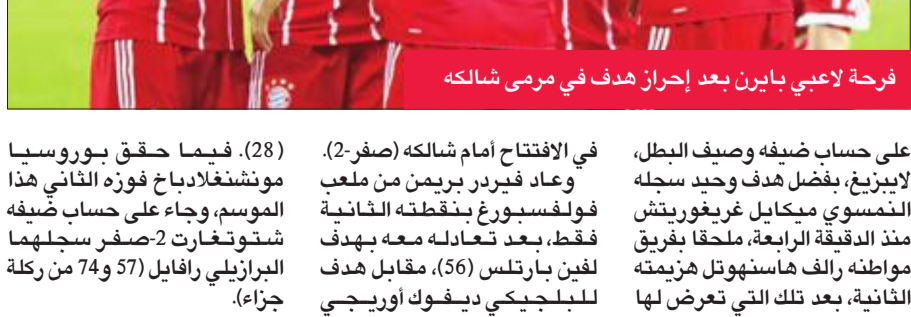 فرحة لاعبي بايرن بعد إحراز هدف في مرمى شالكه
على حساب ضيفه وصيف البطل،
لايبزيغ، بفضل هدف وحيد سجله
النمسوي ميكايل غريغوريتش
منذ الدقيقة الرابعة، ملحقا بفريق
مواطنه رالف هاسنهوتل هزيمته
الثانية، بعد تلك التي تعرض لها
في الافتتاح أمام شالكه (صفر-2).
وعاد فيردر بريمن من ملعب
فولفسبورغ بنقطته الثانية
فقط، بعد تعادله معه بهدف
لفين بارتلس (56)، مقابل هدف
للبلجيكي ديفوك أوريجي
(28). فيما حقق بوروسيا
مونشنغلادباخ فوزه الثاني هذا
الموسم، وجاء على حساب ضيفه
شتوتغارت 2-صفر سجلهما
البرازيلي رافايل (57 و74 من ركلة
جزاء).